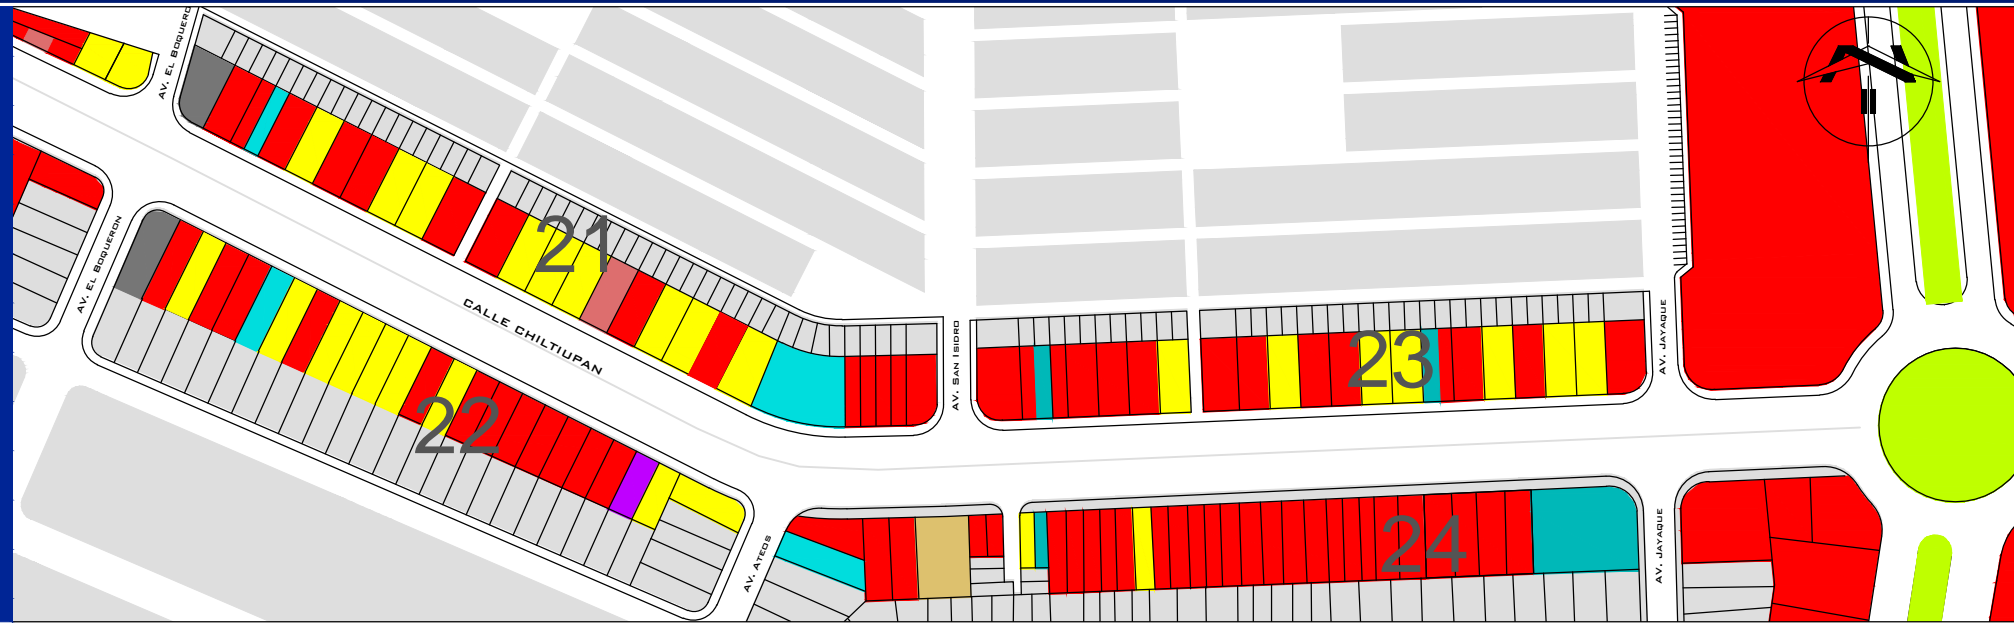 AV. EL BOQUERO
AV. EL BOQUERON
21
CALLE CHILTIUPAN
22
AV. SAN ISIDRO
23
AV. JAYAQUE
AV. ATEOS
24
AV. JAYAQUE